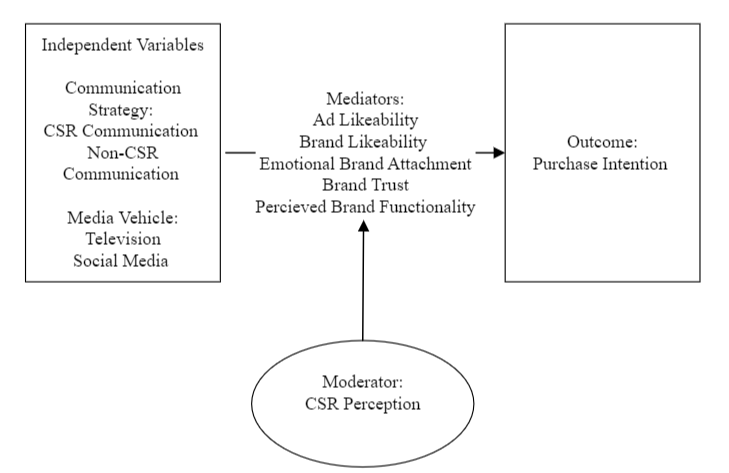 Independent Variables
Communication
Strategy:
CSR Communication
Non-CSR
Communication
Media Vehicle:
Television
Social Media
Mediators:
Ad Likeability
Brand Likeability
Emotional Brand Attachment
Brand Trust
Percieved Brand Functionality
Outcome:
Purchase Intention
Moderator:
CSR Perception